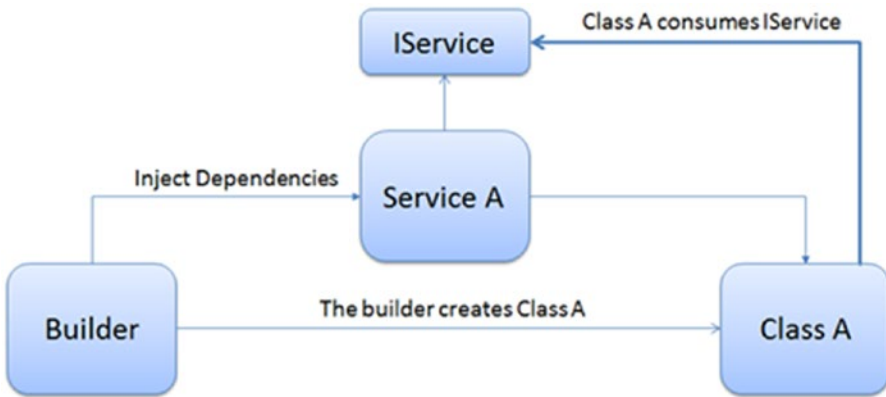 IService
Class A consumes IService
Inject Dependencies
Service A
Builder
The builder creates Class A
Class A